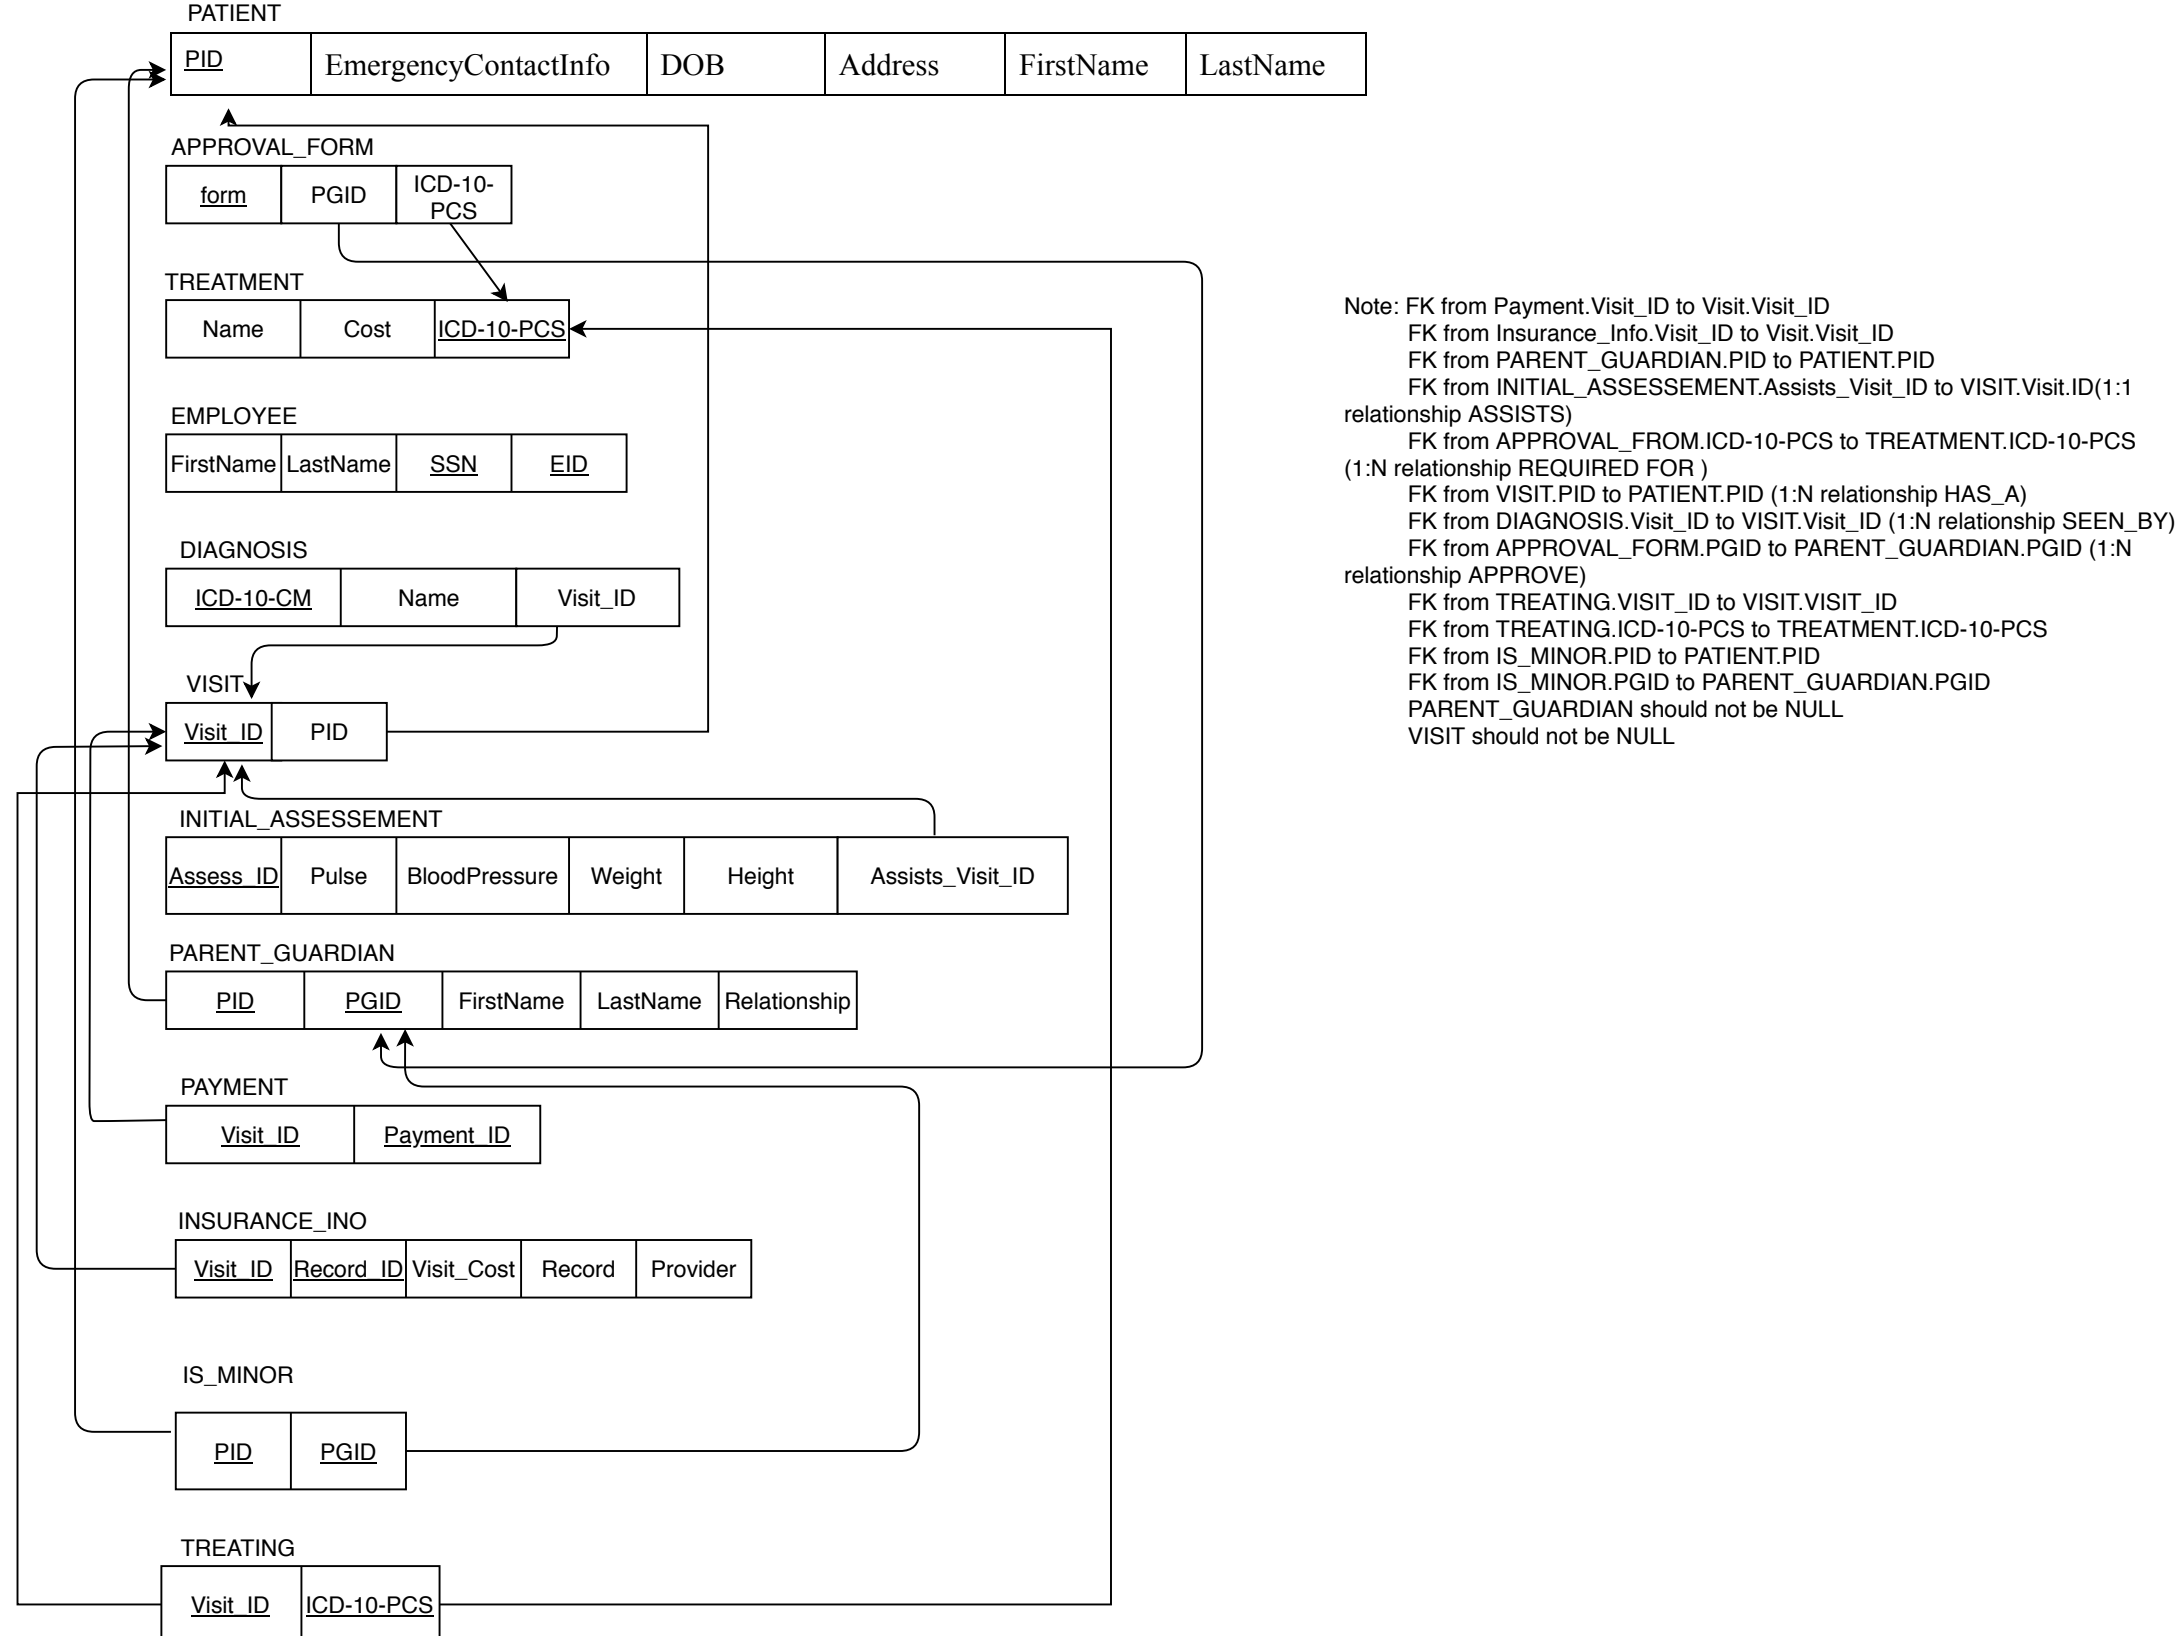 PATIENT
PID EmergencyContactInfo DOB Address FirstName LastName
APPROVAL_FORM
form PGID ICD-10-
PCS
TREATMENT
Name Cost ICD-10-PCS
EMPLOYEE
FirstName LastName SSN EID
DIAGNOSIS
ICD-10-CM Name Visit_ID
VISIT
Visit_ID PID
INITIAL_ASSESSEMENT
Assess_ID Pulse BloodPressure Weight Height Assists_Visit_ID
PARENT_GUARDIAN
PID PGID FirstName LastName Relationship
PAYMENT
Visit_ID Payment_ID
INSURANCE_INO
Visit_ID Record_ID Visit_Cost Record Provider
IS_MINOR
PID PGID
TREATING
Visit_ID ICD-10-PCS
Note: FK from Payment.Visit_ID to Visit.Visit_ID
FK from Insurance_Info.Visit_ID to Visit.Visit_ID
FK from PARENT_GUARDIAN.PID to PATIENT.PID
FK from INITIAL_ASSESSEMENT.Assists_Visit_ID to VISIT.Visit.ID(1:1
relationship ASSISTS)
FK from APPROVAL_FROM.ICD-10-PCS to TREATMENT.ICD-10-PCS
(1:N relationship REQUIRED FOR )
FK from VISIT.PID to PATIENT.PID (1:N relationship HAS_A)
FK from DIAGNOSIS.Visit_ID to VISIT.Visit_ID (1:N relationship SEEN_BY)
FK from APPROVAL_FORM.PGID to PARENT_GUARDIAN.PGID (1:N
relationship APPROVE)
FK from TREATING.VISIT_ID to VISIT.VISIT_ID
FK from TREATING.ICD-10-PCS to TREATMENT.ICD-10-PCS
FK from IS_MINOR.PID to PATIENT.PID
FK from IS_MINOR.PGID to PARENT_GUARDIAN.PGID
PARENT_GUARDIAN should not be NULL
VISIT should not be NULL